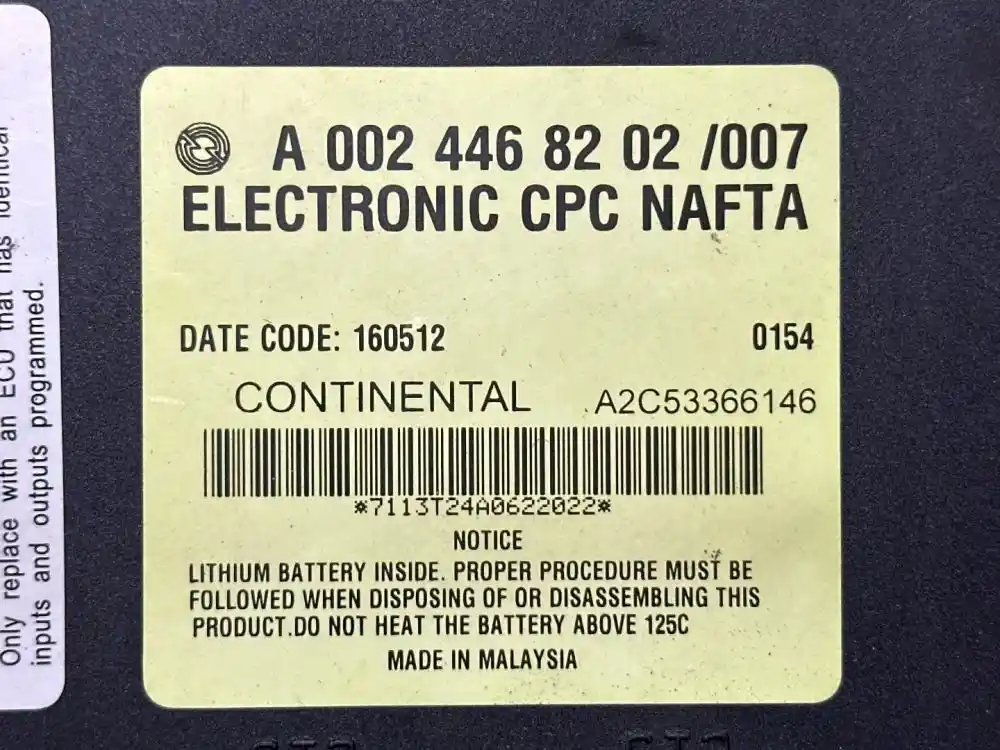 Only replace with an ECU that has identical
inputs and outputs programmed.
A 002 446 82 02 /007
ELECTRONIC CPC NAFTA
DATE CODE: 160512 0154
CONTINENTAL A2C53366146
*7113T24A0622022*
NOTICE
LITHIUM BATTERY INSIDE. PROPER PROCEDURE MUST BE
FOLLOWED WHEN DISPOSING OF OR DISASSEMBLING THIS
PRODUCT.DO NOT HEAT THE BATTERY ABOVE 125C
MADE IN MALAYSIA